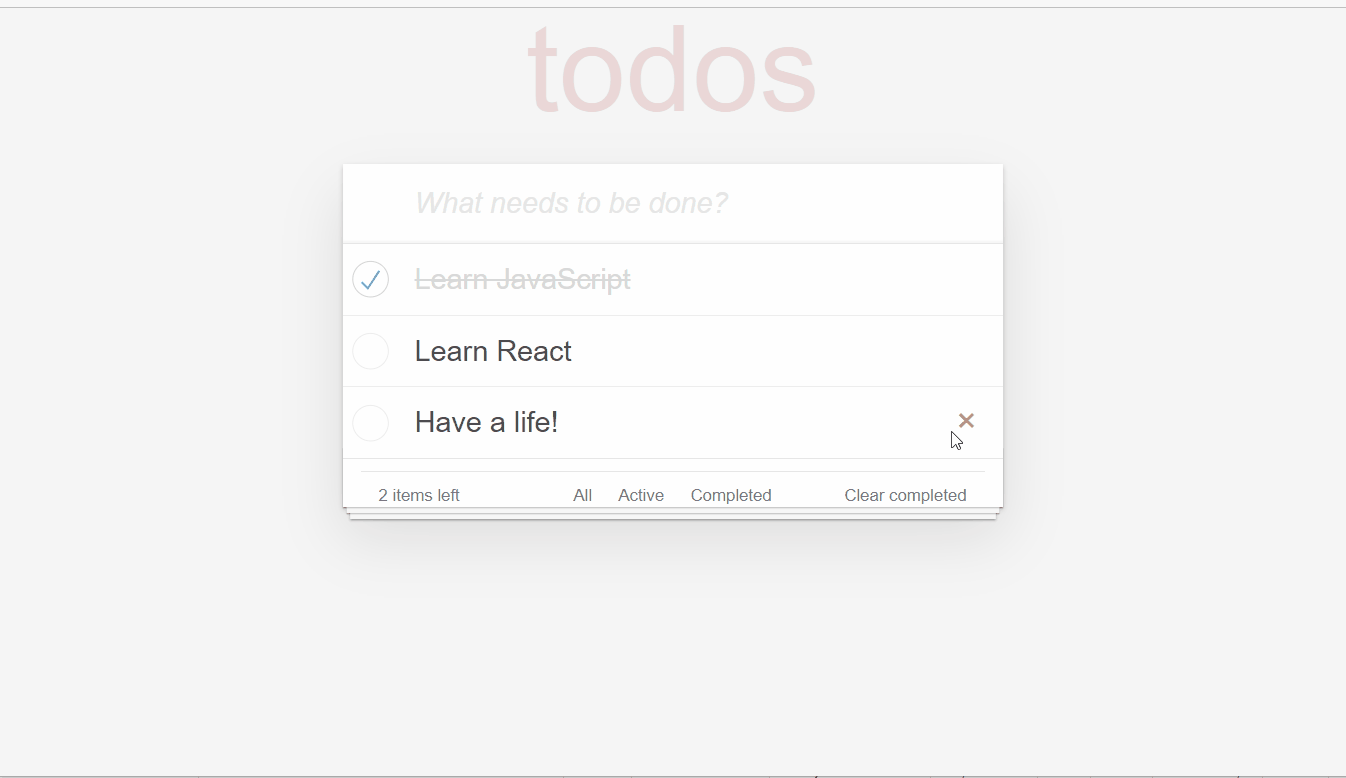 todos
What needs to be done?
Learn JavaScript
Learn React
Have a life!
2 items left All Active Completed Clear completed